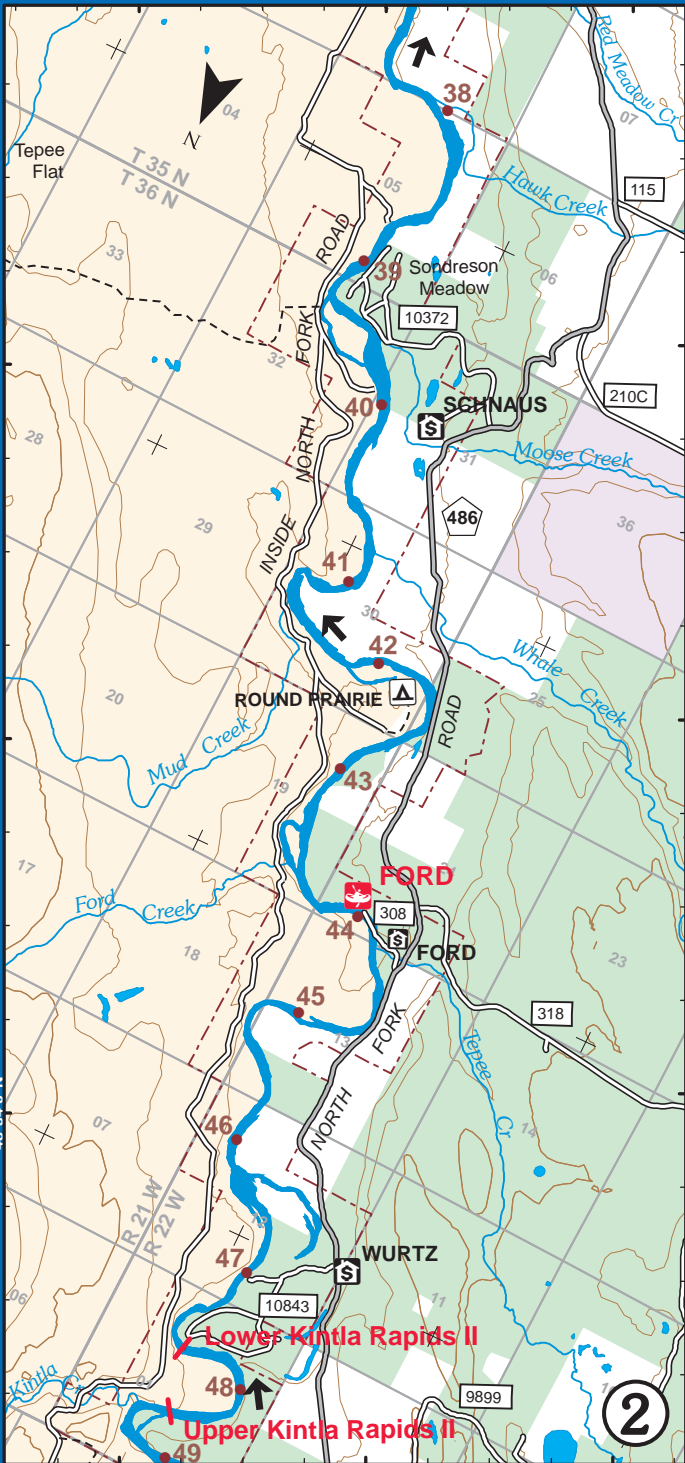 Red Meadow Cr
38
04
07
N
Tepee
Flat
T 35 N
T 36 N
05
Hawk Creek
115
33
ROAD
39
Sondreson
Meadow
06
10372
32
FORK
40
SCHNAUS
210C
28
NORTH
31
Moose Creek
486
36
29
INSIDE
41
30
Whale Creek
42
20
ROUND PRAIRIE
25
ROAD
Mud Creek
19
43
17
Ford Creek
FORD
44
308
FORD
23
18
45
318
13
FORK
Tepee Cr
07
46
NORTH
14
R 21 W
R 22 W
12
47
WURTZ
06
10843
11
Lower Kintla Rapids II
01
Kintla Cr
48
9899
Upper Kintla Rapids II
49
2